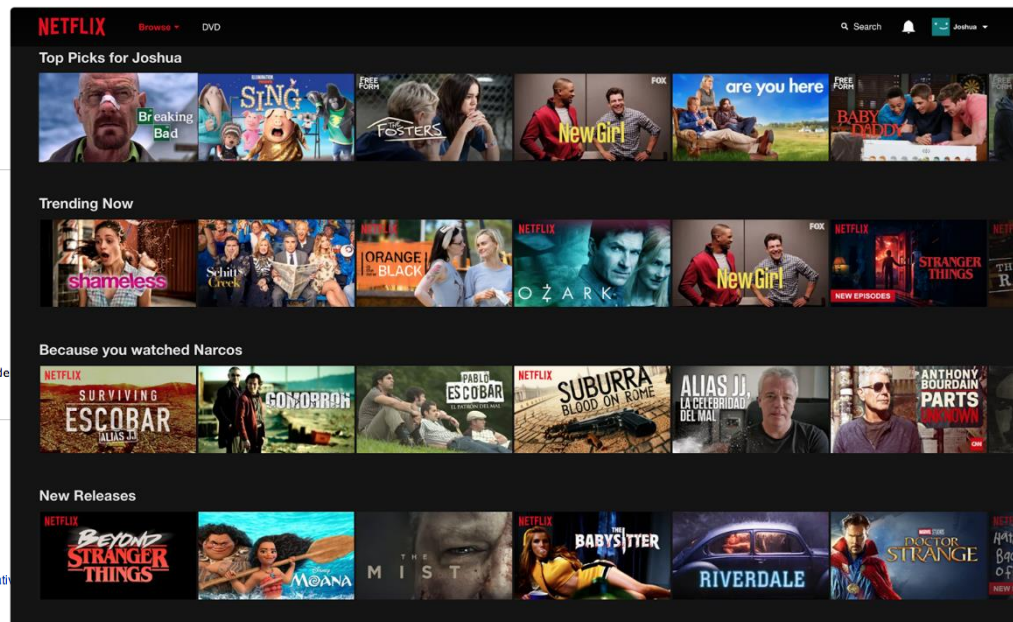 NETFLIX Browse DVD Search Joshua
Top Picks for Joshua
Breaking
Bad
ILLUMINATION
SING
FREE
FORM
THE
FOSTERS
FOX
New Girl
are you here
FREE
FORM
BABY
DADDY
Trending Now
shameless
Schitt's
Creek
NETFLIX
ORANGE
IS THE NEW
BLACK
NETFLIX
OZARK
FOX
New Girl
NETFLIX
STRANGER
THINGS
NEW EPISODES
Because you watched Narcos
NETFLIX
SURVIVING
ESCOBAR
ALIAS JJ
GOMORRAH
PABLO
ESCOBAR
EL PATRÓN DEL MAL
NETFLIX
SUBURRA
BLOOD ON ROME
ALIAS JJ,
LA CELEBRIDAD
DEL MAL
ANTHONY
BOURDAIN
PARTS
UNKNOWN
CNN
New Releases
NETFLIX
BEYOND
STRANGER
THINGS
Disney
MOANA
THE
MIST
NETFLIX
THE
BABYSITTER
RIVERDALE
MARVEL STUDIOS
DOCTOR
STRANGE